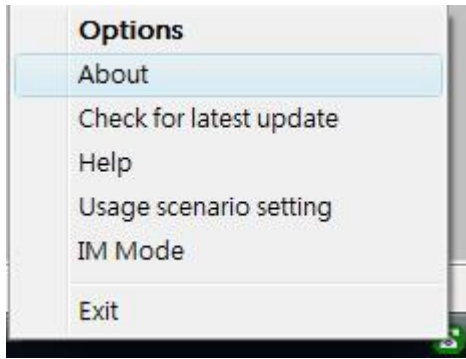 Options
About
Check for latest update
Help
Usage scenario setting
IM Mode
Exit